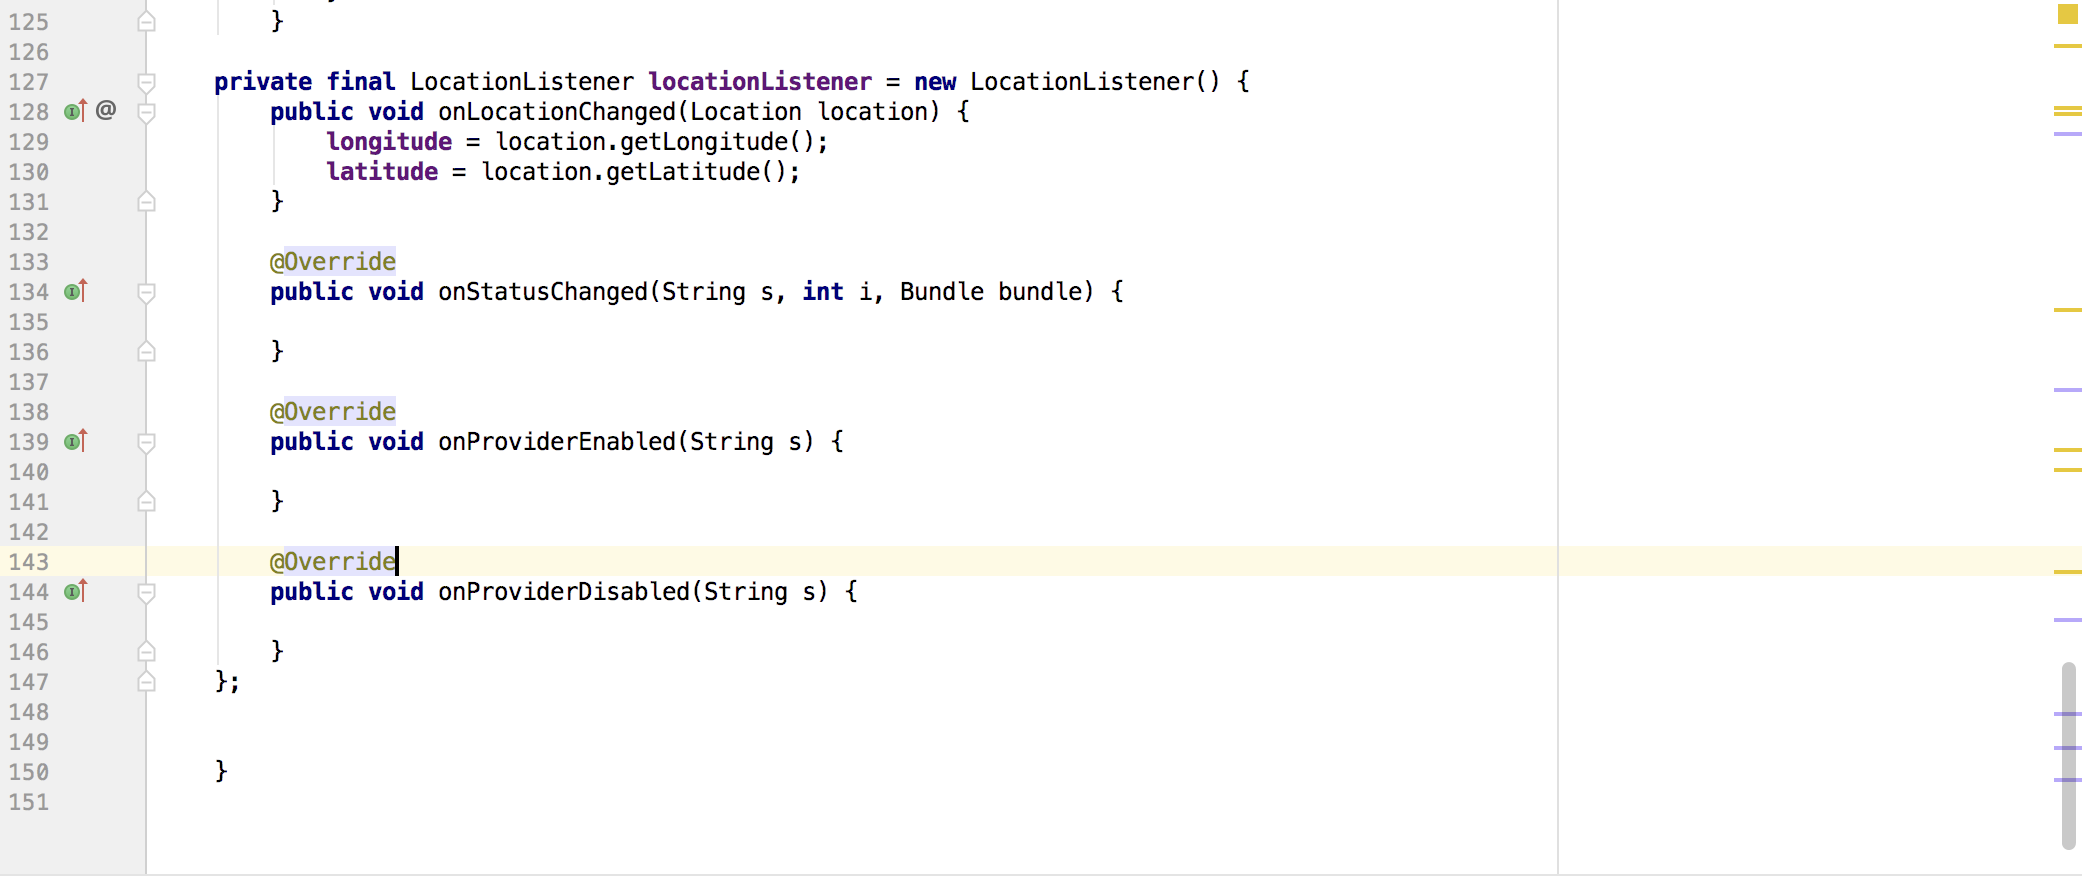 125 }
126
127 private final LocationListener locationListener = new LocationListener() {
128 @ public void onLocationChanged(Location location) {
129 longitude = location.getLongitude();
130 latitude = location.getLatitude();
131 }
132
133 @Override
134 public void onStatusChanged(String s, int i, Bundle bundle) {
135
136 }
137
138 @Override
139 public void onProviderEnabled(String s) {
140
141 }
142
143 @Override
144 public void onProviderDisabled(String s) {
145
146 }
147 };
148
149
150 }
151